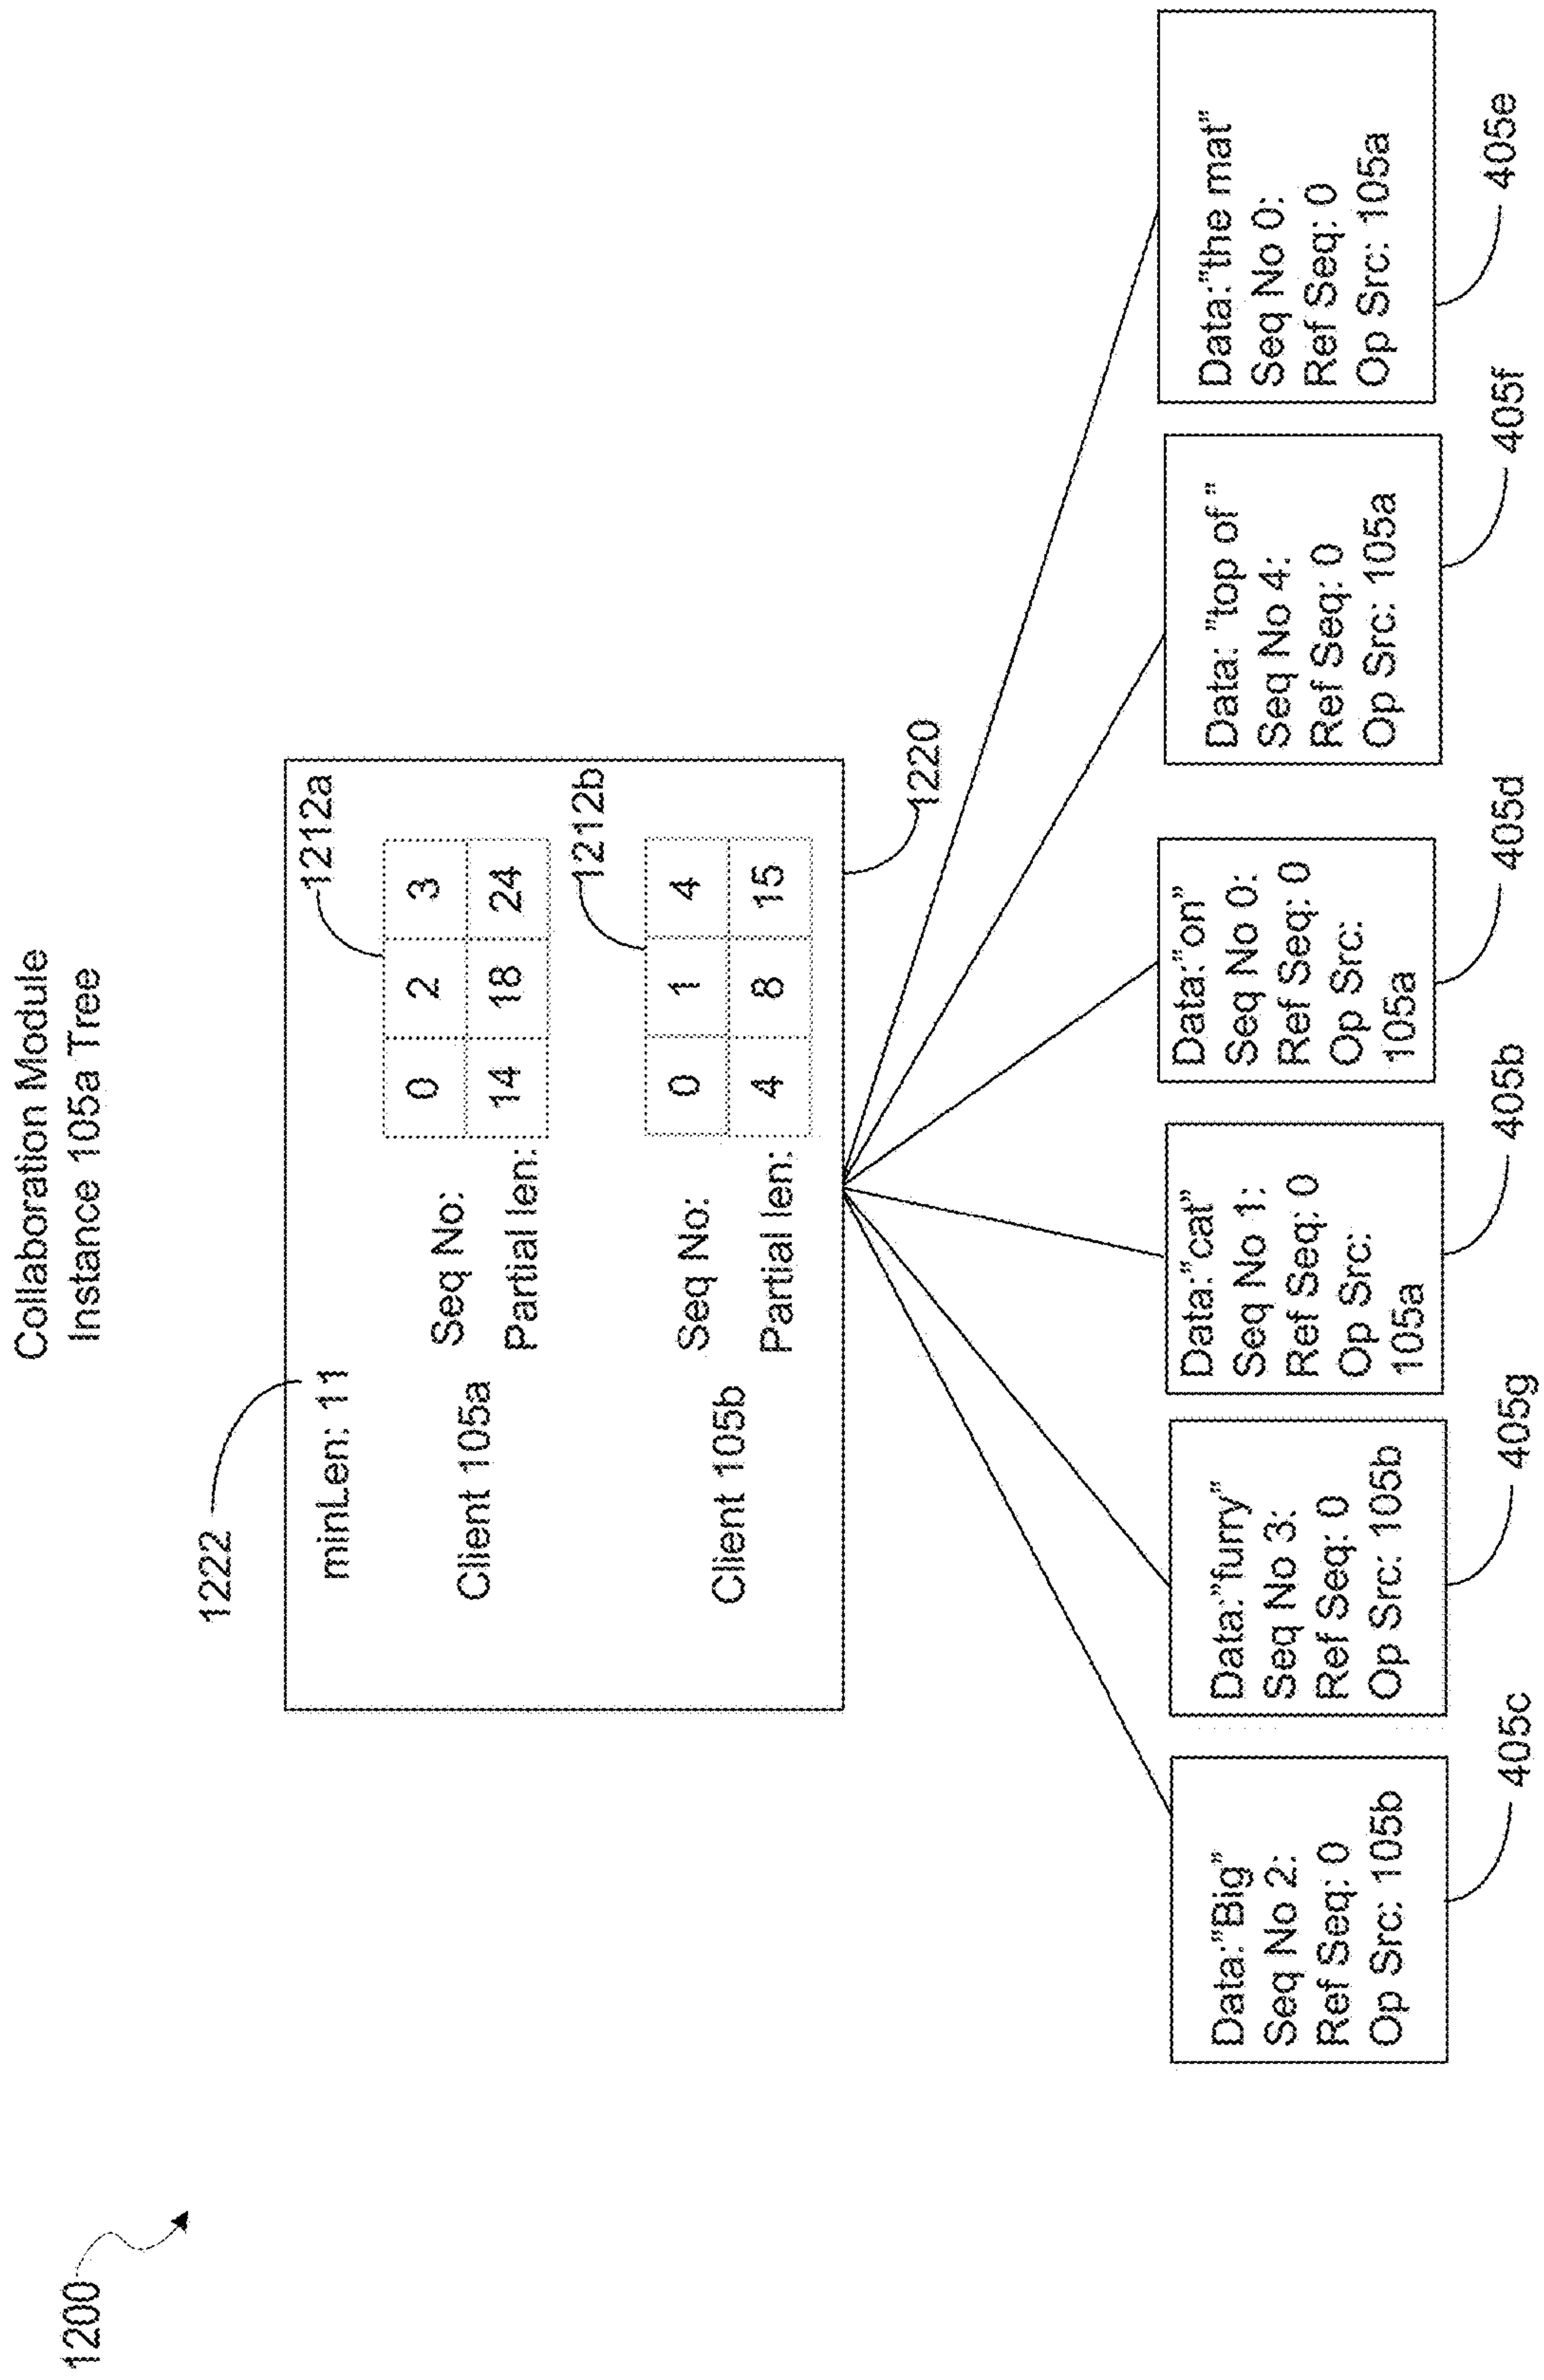 1200
Collaboration Module
Instance 105a Tree
1222
minLen: 11
1212a
Client 105a
Seq No:
0 2 3
Partial len:
14 18 24
1212b
Client 105b
Seq No:
0 1 4
Partial len:
4 8 15
1220
Data:"Big"
Seq No 2:
Ref Seq: 0
Op Src: 105b
405c
Data:"furry"
Seq No 3:
Ref Seq: 0
Op Src: 105b
405g
Data:"cat"
Seq No 1:
Ref Seq: 0
Op Src:
105a
405b
Data:"on"
Seq No 0:
Ref Seq: 0
Op Src:
105a
405d
Data: "top of "
Seq No 4:
Ref Seq: 0
Op Src: 105a
405f
Data:"the mat"
Seq No 0:
Ref Seq: 0
Op Src: 105a
405e